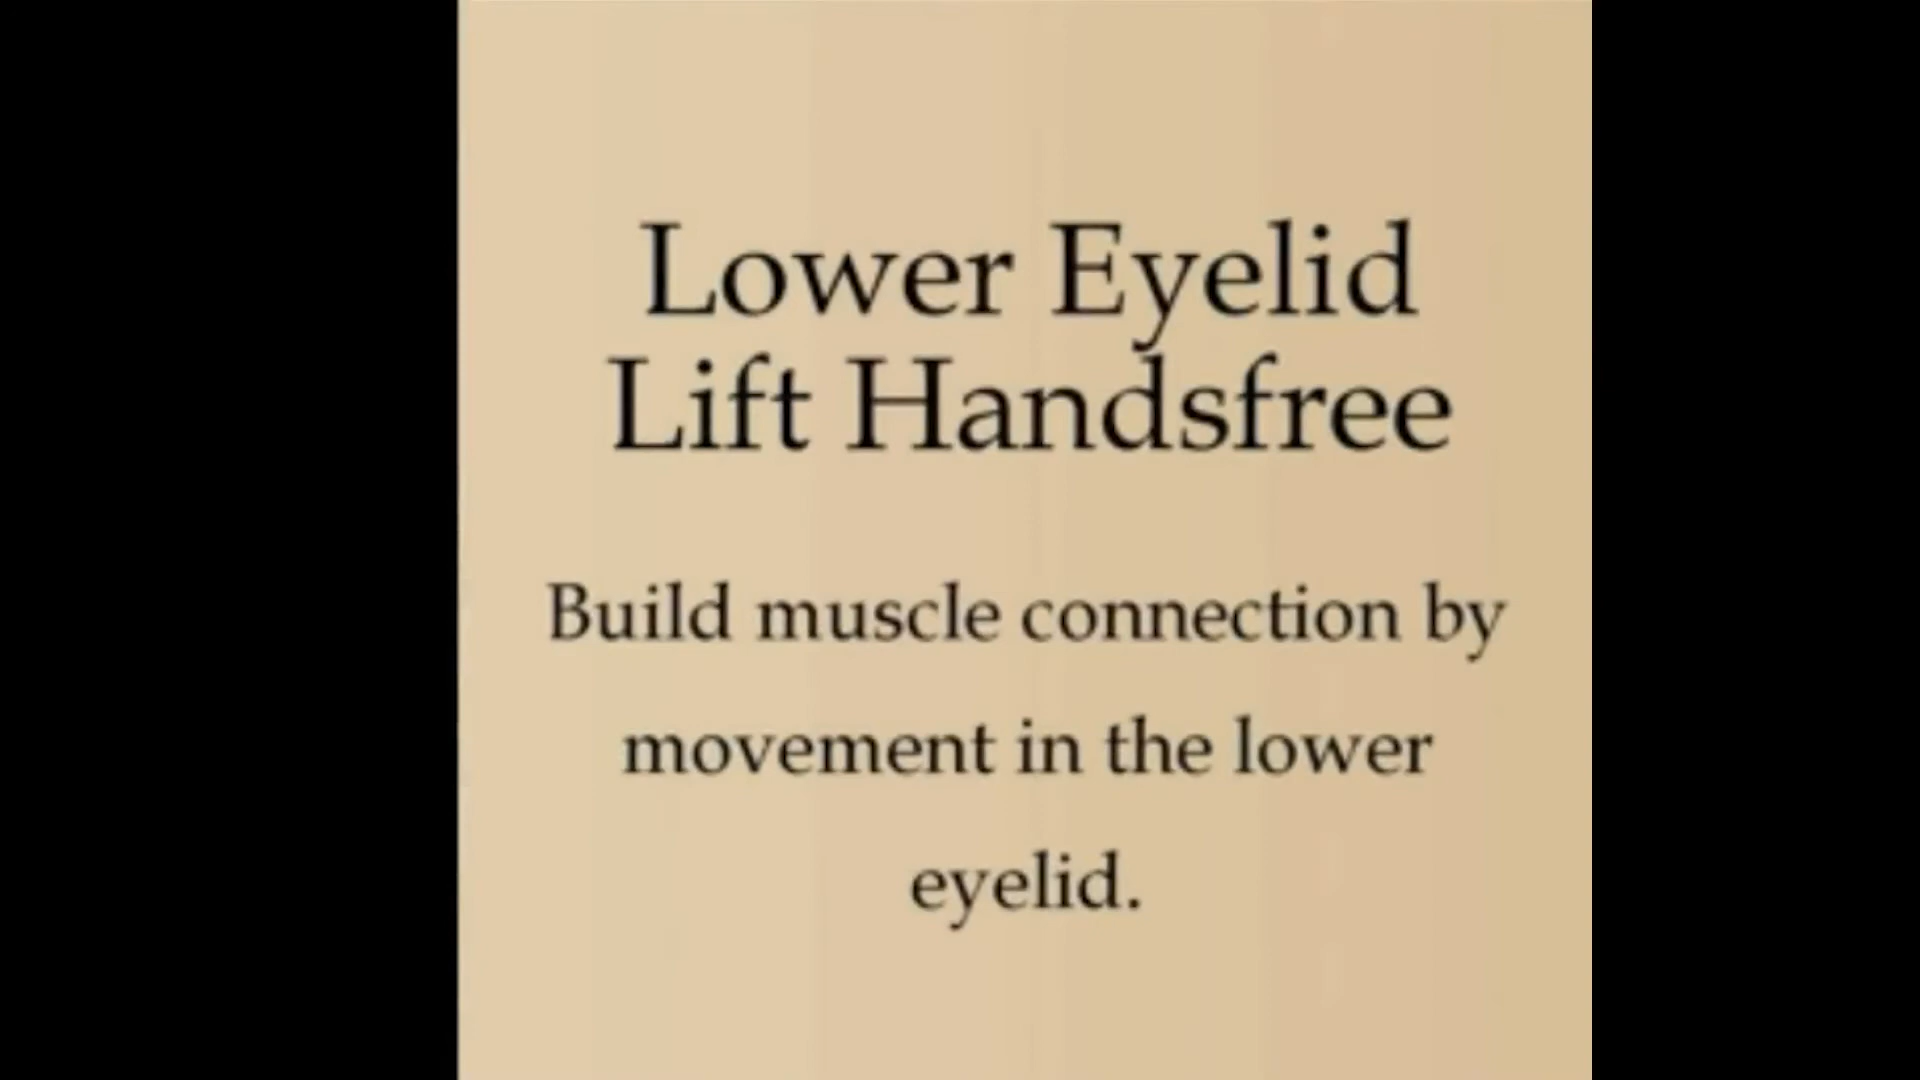 Lower Eyelid
Lift Handsfree
Build muscle connection by
movement in the lower
eyelid.